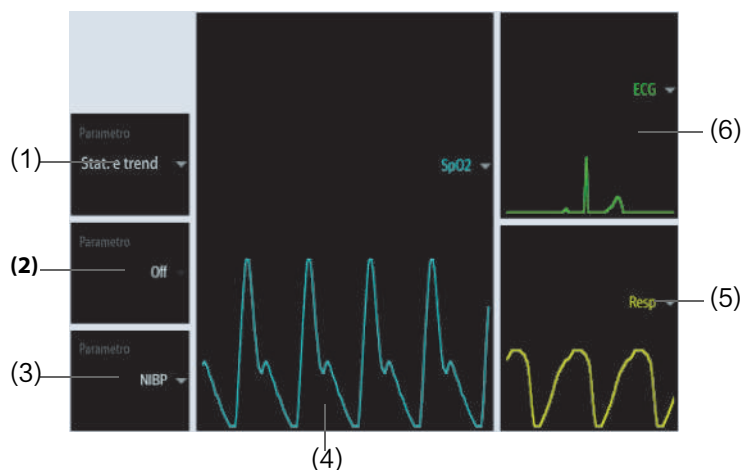 Parametro
(1) Stat. e trend
Parametro
(2) Off
Parametro
(3) NIBP
SpO2
(4)
ECG
(6)
Resp (5)